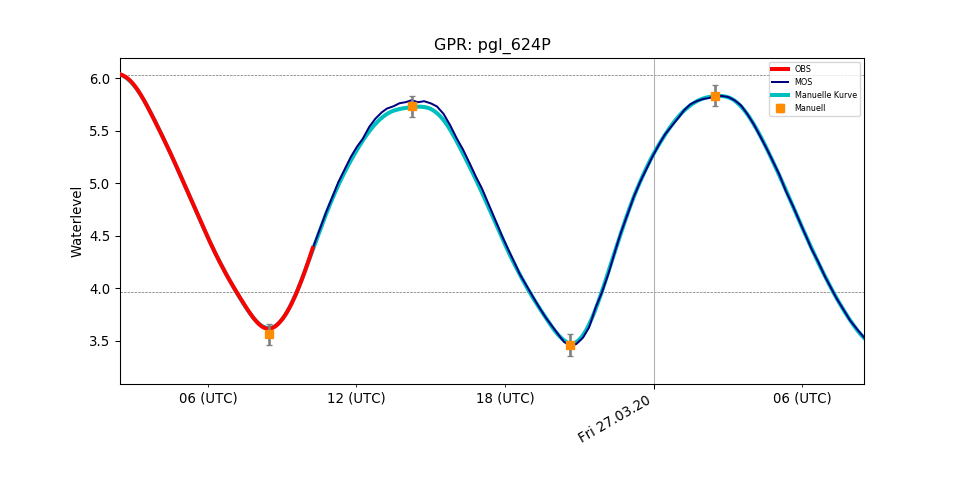 GPR: pgl_624P
OBS
MOS
Manuelle Kurve
Manuell
Waterlevel
6.0
5.5
5.0
4.5
4.0
3.5
06 (UTC)
12 (UTC)
18 (UTC)
Fri 27.03.20
06 (UTC)